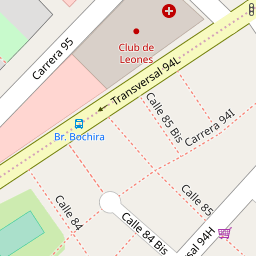 Carrera 95
Club de
Leones
Transversal 94L
Br. Bochira
Calle 85 Bis
Carrera 94I
Calle 84
Calle 85
Calle 84 Bis
sal 94H